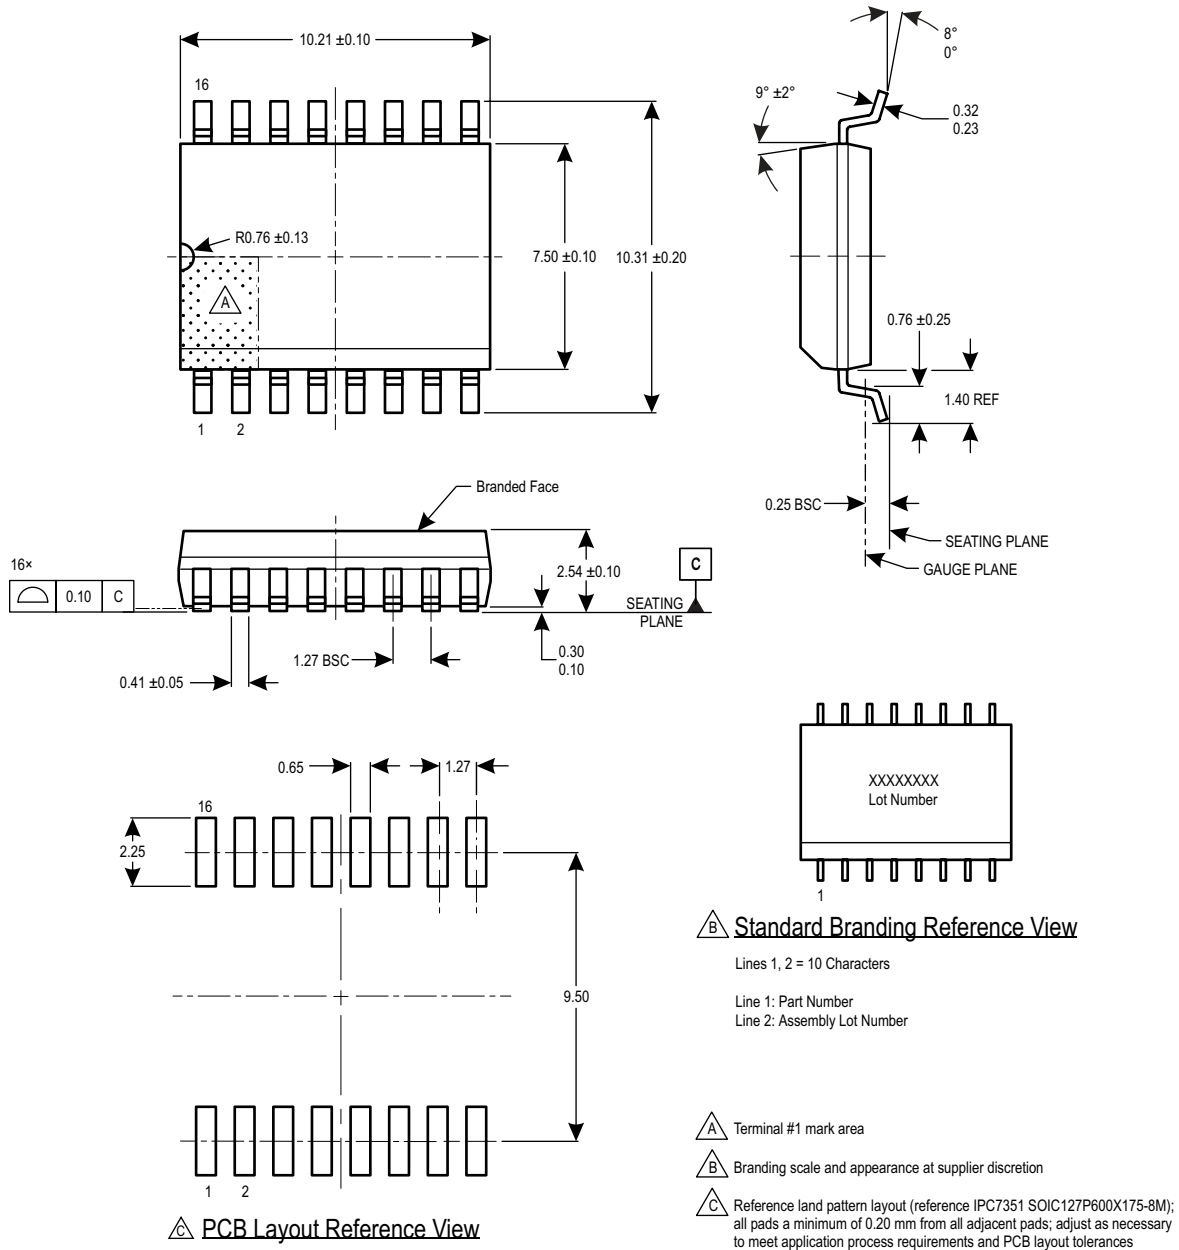 10.21 ±0.10
16
R0.76 ±0.13
A
7.50 ±0.10
10.31 ±0.20
1 2
8°
0°
9° ±2°
0.32
0.23
0.76 ±0.25
1.40 REF
0.25 BSC
SEATING PLANE
GAUGE PLANE
Branded Face
16×
0.10 C
2.54 ±0.10
C
SEATING
PLANE
0.30
0.10
1.27 BSC
0.41 ±0.05
XXXXXXXX
Lot Number
1
B Standard Branding Reference View
Lines 1, 2 = 10 Characters
Line 1: Part Number
Line 2: Assembly Lot Number
0.65
1.27
16
2.25
9.50
1 2
C PCB Layout Reference View
A Terminal #1 mark area
B Branding scale and appearance at supplier discretion
C Reference land pattern layout (reference IPC7351 SOIC127P600X175-8M);
all pads a minimum of 0.20 mm from all adjacent pads; adjust as necessary
to meet application process requirements and PCB layout tolerances